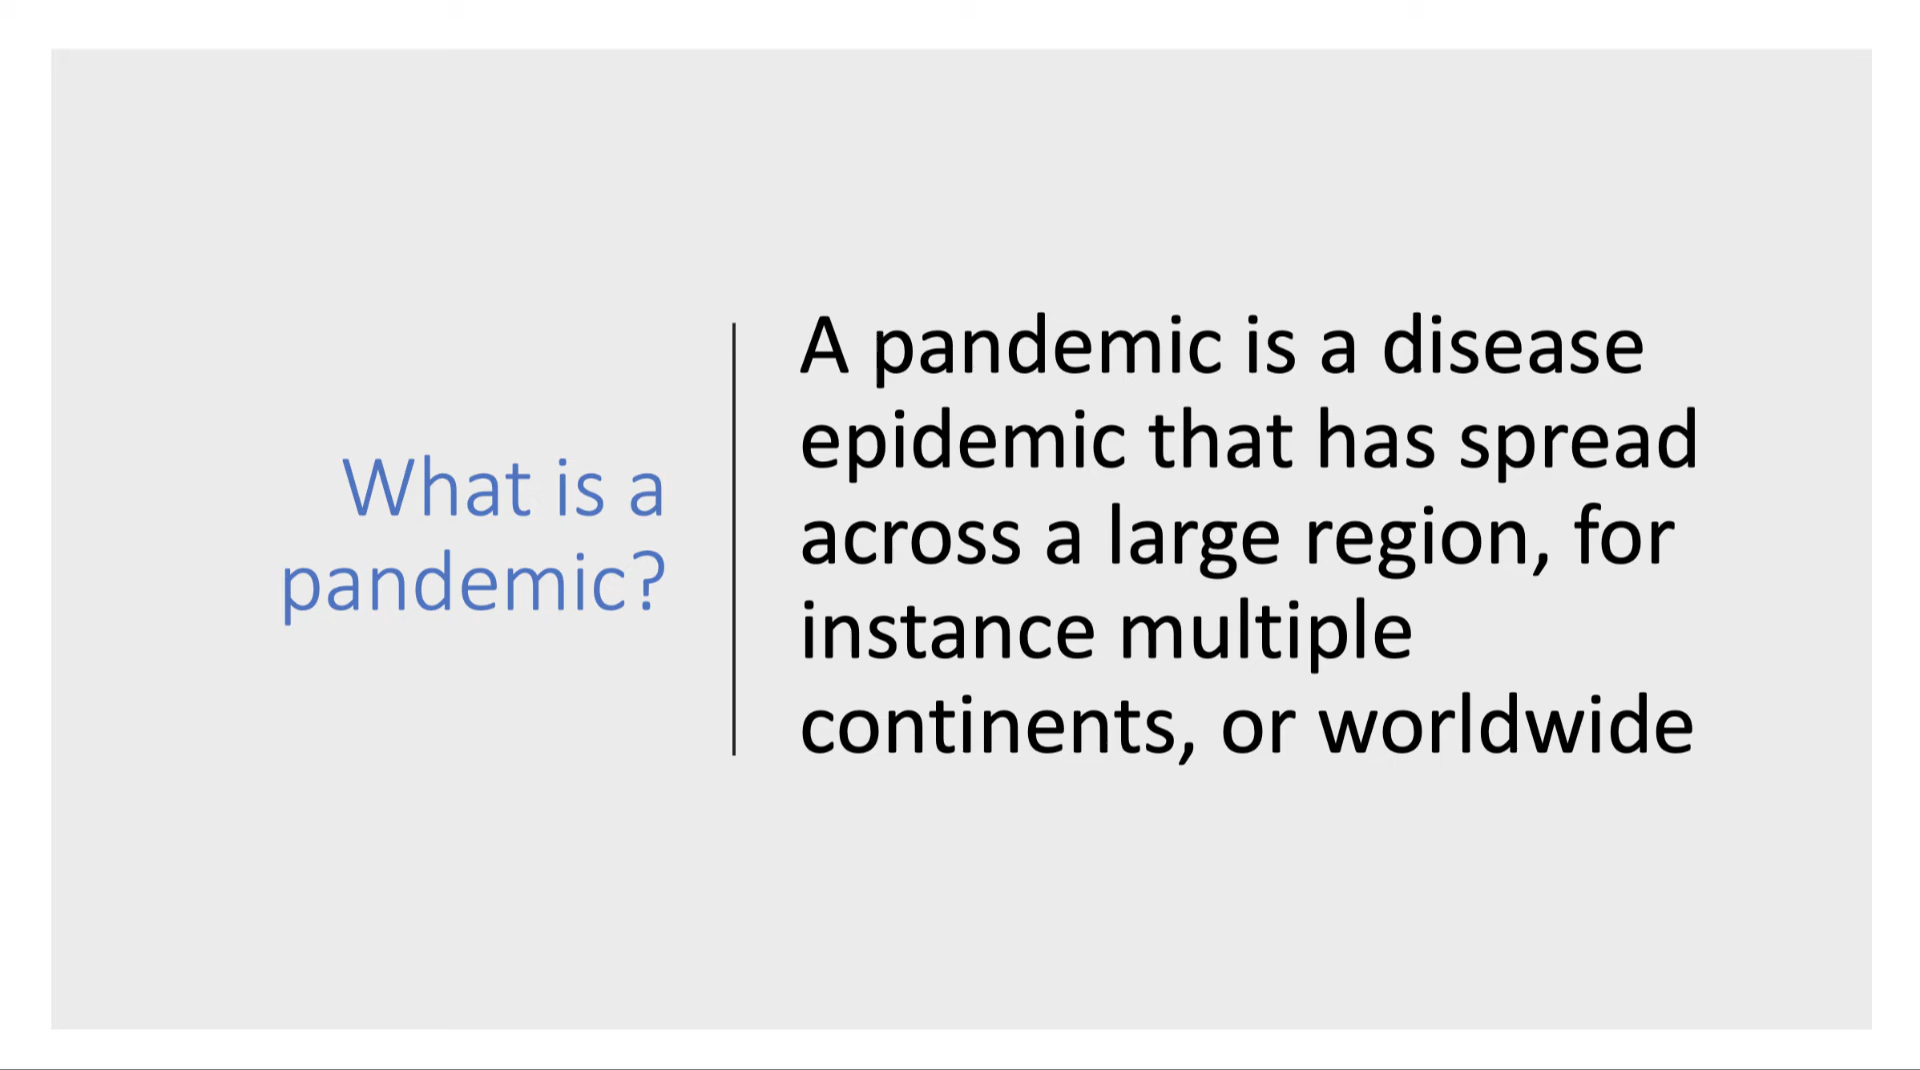 What is a
pandemic?
A pandemic is a disease
epidemic that has spread
across a large region, for
instance multiple
continents, or worldwide